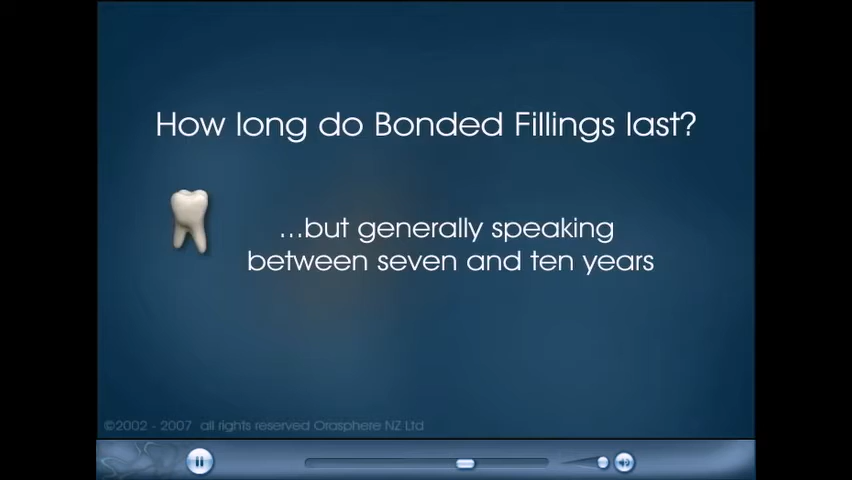 How long do Bonded Fillings last?
...but generally speaking
between seven and ten years
©2002 - 2007 all rights reserved Orasphere NZ Ltd